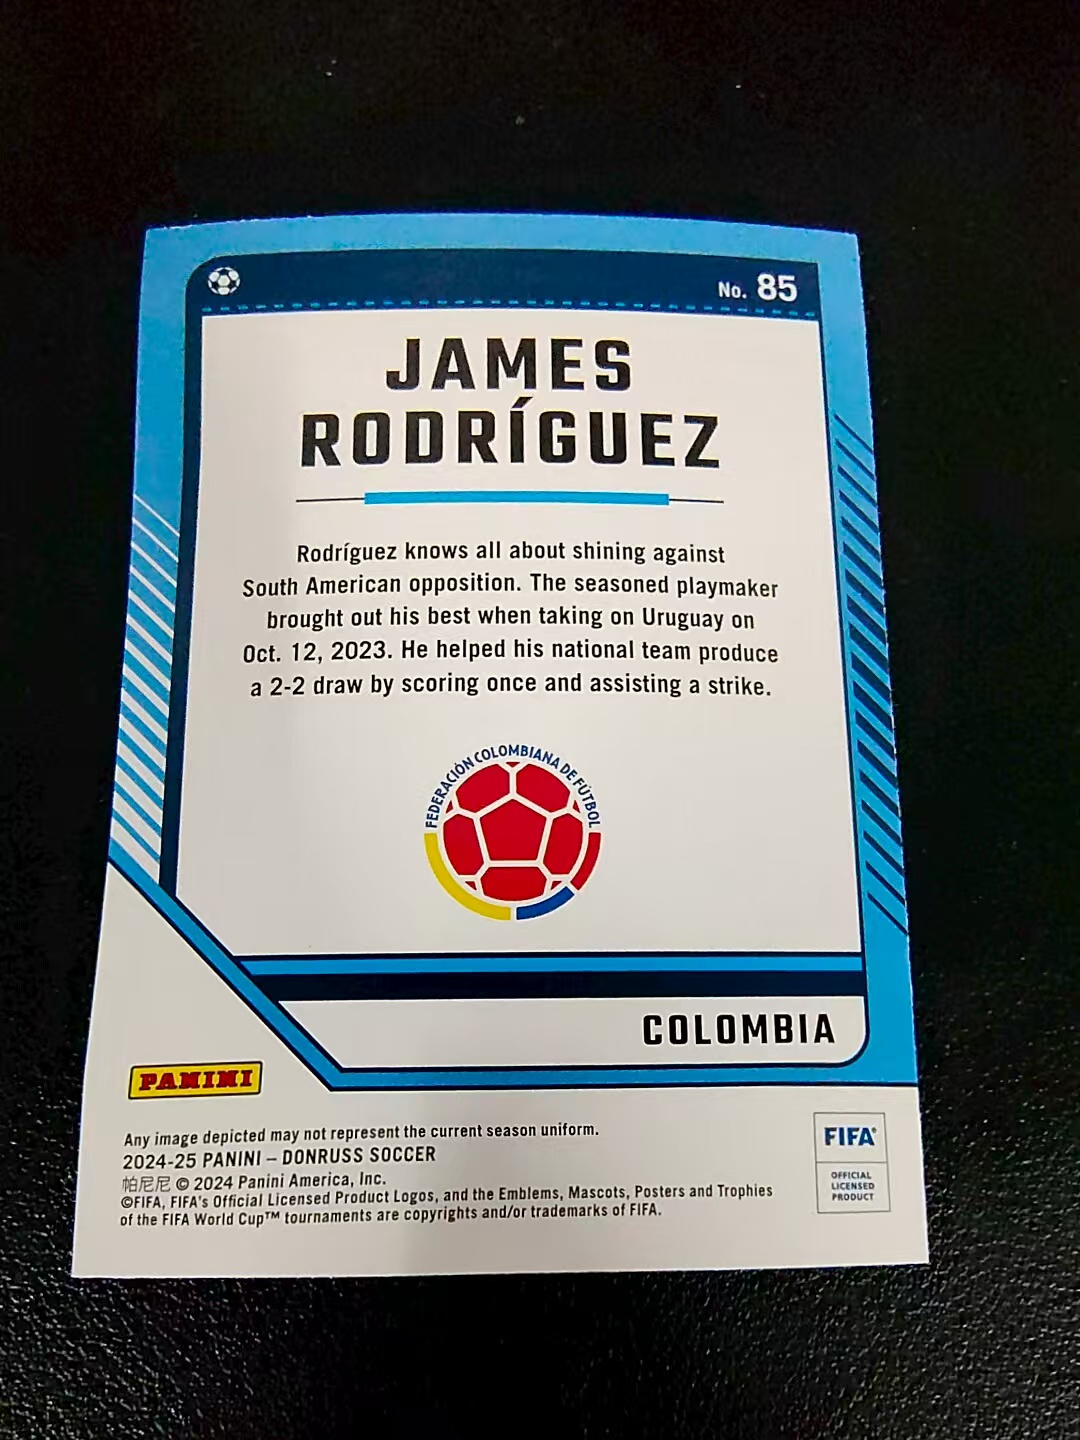 No. 85
JAMES
RODRÍGUEZ
Rodríguez knows all about shining against
South American opposition. The seasoned playmaker
brought out his best when taking on Uruguay on
Oct. 12, 2023. He helped his national team produce
a 2-2 draw by scoring once and assisting a strike.
FEDERACIÓN COLOMBIANA DE FÚTBOL
COLOMBIA
PANINI
Any image depicted may not represent the current season uniform.
2024-25 PANINI – DONRUSS SOCCER
帕尼尼 © 2024 Panini America, Inc.
©FIFA, FIFA's Official Licensed Product Logos, and the Emblems, Mascots, Posters and Trophies
of the FIFA World Cup™ tournaments are copyrights and/or trademarks of FIFA.
FIFA®
OFFICIAL
LICENSED
PRODUCT